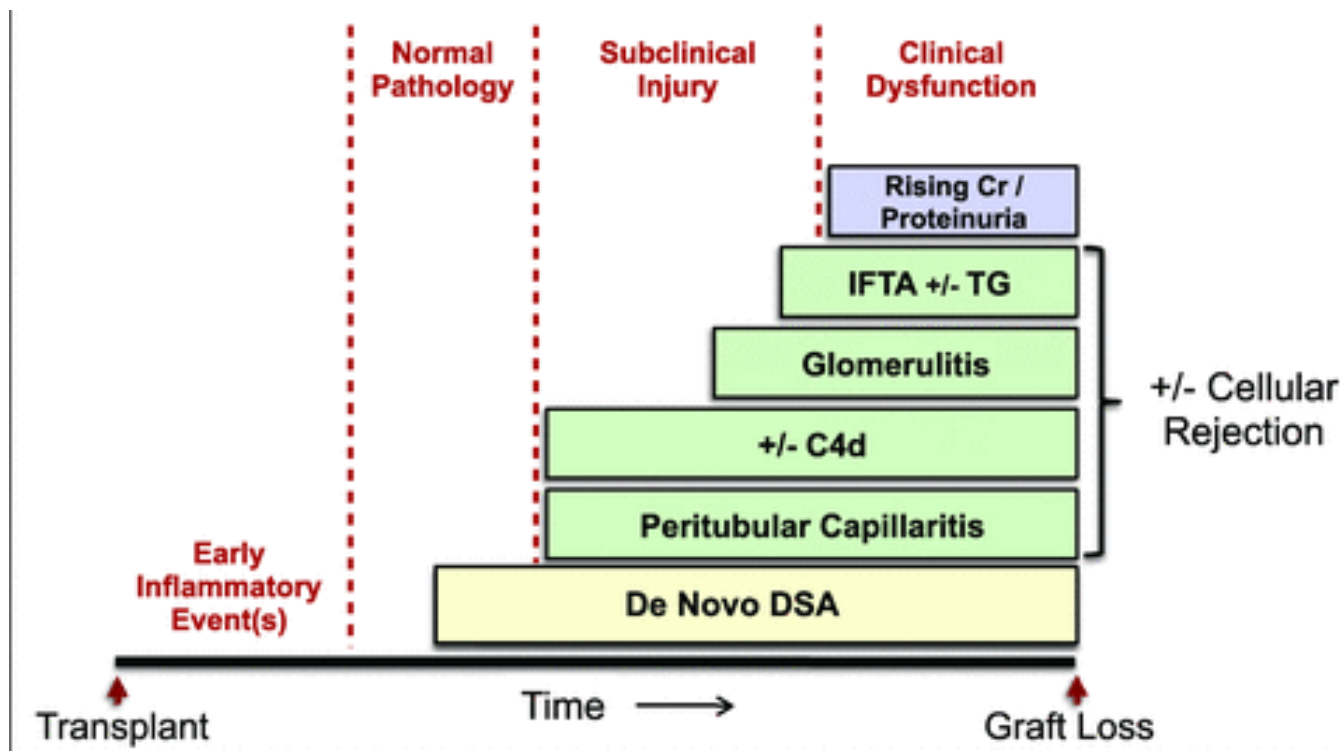 Normal
Pathology
Subclinical
Injury
Clinical
Dysfunction
Rising Cr /
Proteinuria
IFTA +/- TG
Glomerulitis
+/- C4d
Peritubular Capillaritis
+/- Cellular
Rejection
Early
Inflammatory
Event(s)
De Novo DSA
Time
Transplant
Graft Loss